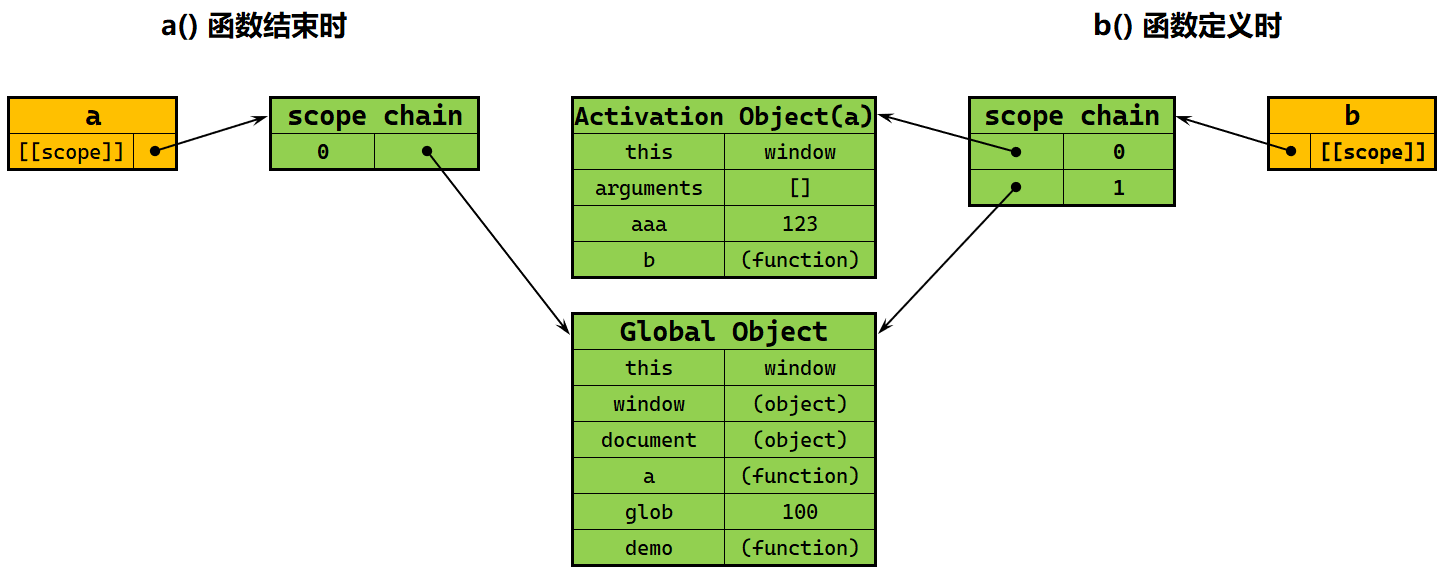 a() 函数结束时
b() 函数定义时
a
[[scope]]
scope chain
0
Activation Object(a)
this window
arguments []
aaa 123
b (function)
scope chain
0
1
b
[[scope]]
Global Object
this window
window (object)
document (object)
a (function)
glob 100
demo (function)